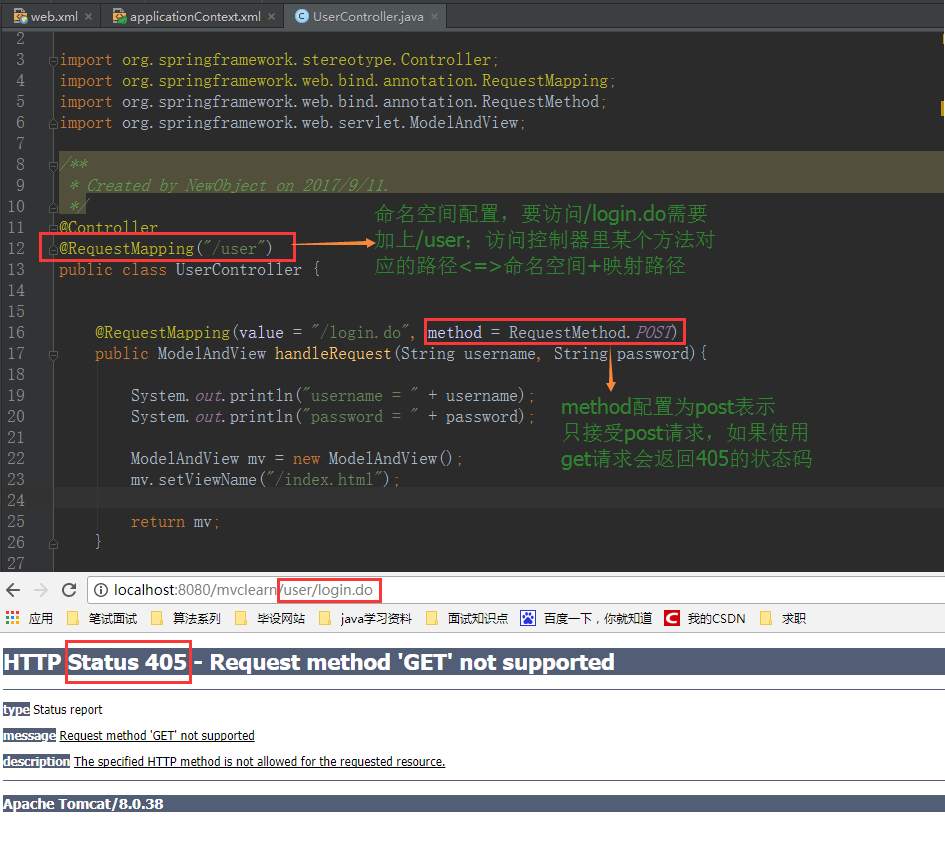 web.xml applicationContext.xml UserController.java
2
3 import org.springframework.stereotype.Controller;
4 import org.springframework.web.bind.annotation.RequestMapping;
5 import org.springframework.web.bind.annotation.RequestMethod;
6 import org.springframework.web.servlet.ModelAndView;
7
8 /**
9 * Created by NewObject on 2017/9/11.
10 */
11 @Controller
12 @RequestMapping("/user")
13 public class UserController {
命名空间配置，要访问/login.do需要
加上/user；访问控制器里某个方法对
应的路径<=>命名空间+映射路径
14
15
16 @RequestMapping(value = "/login.do", method = RequestMethod.POST)
17 public ModelAndView handleRequest(String username, String password){
18
19 System.out.println("username = " + username);
20 System.out.println("password = " + password);
method配置为post表示
只接受post请求，如果使用
get请求会返回405的状态码
21
22 ModelAndView mv = new ModelAndView();
23 mv.setViewName("/index.html");
24
25 return mv;
26 }
27
localhost:8080/mvclearn/user/login.do
应用 笔试面试 算法系列 毕设网站 java学习资料 面试知识点 百度一下，你就知道 C 我的CSDN 求职
HTTP Status 405 - Request method 'GET' not supported
type Status report
message Request method 'GET' not supported
description The specified HTTP method is not allowed for the requested resource.
Apache Tomcat/8.0.38